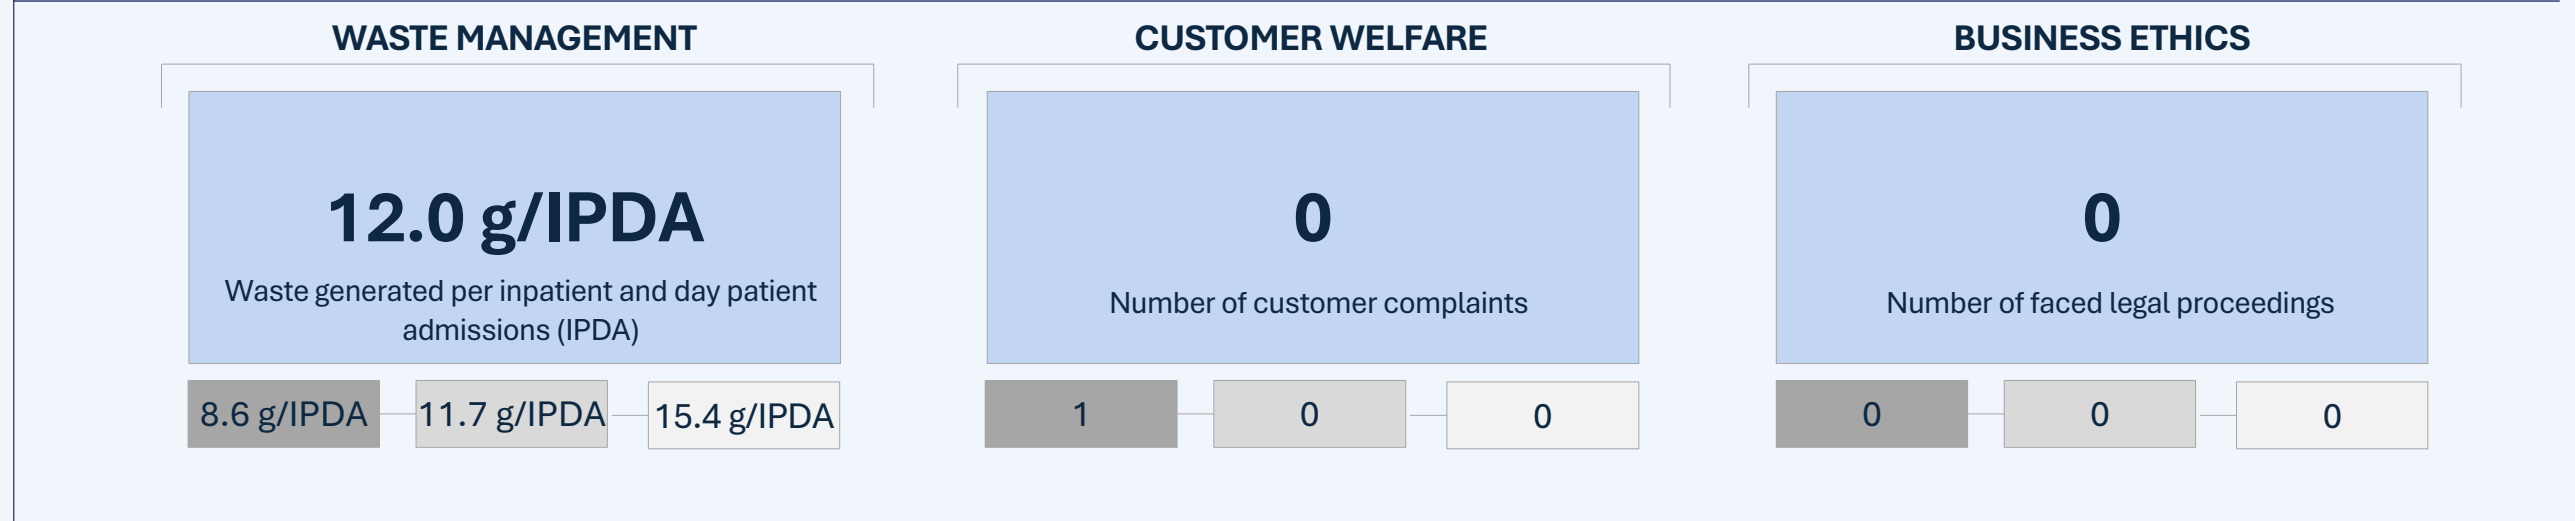 WASTE MANAGEMENT
12.0 g/IPDA
Waste generated per inpatient and day patient
admissions (IPDA)
8.6 g/IPDA
11.7 g/IPDA
15.4 g/IPDA
CUSTOMER WELFARE
0
Number of customer complaints
1
0
0
BUSINESS ETHICS
0
Number of faced legal proceedings
0
0
0